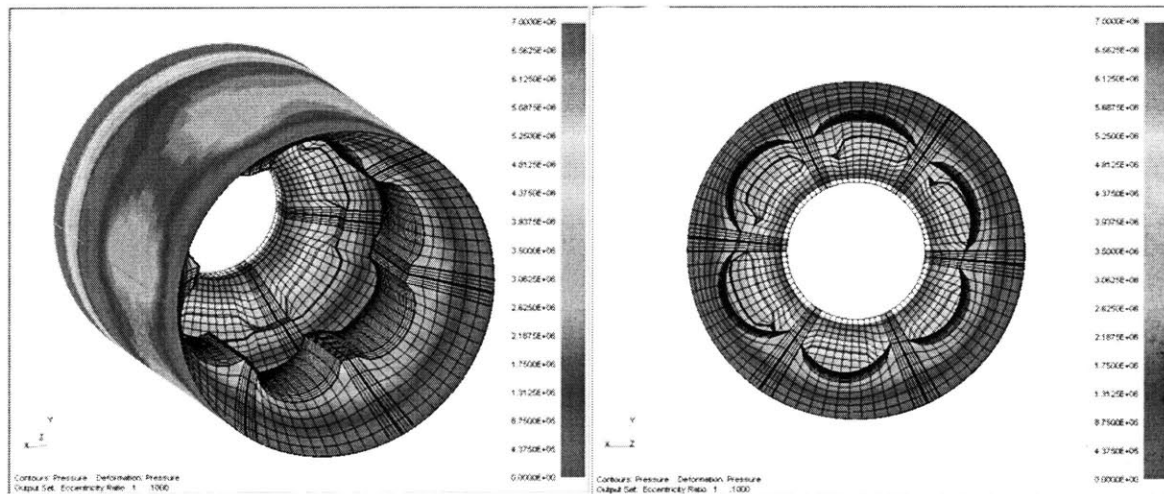 7.0000E+06
6.5625E+06
6.1250E+06
5.6875E+06
5.2500E+06
4.8125E+06
4.3750E+06
3.9375E+06
3.5000E+06
3.0625E+06
2.6250E+06
2.1875E+06
1.7500E+06
1.3125E+06
8.7500E+05
4.3750E+05
0.0000E+00
Y
Z
X
Contours: Pressure Deformation: Pressure
Output Set: Eccentricity Ratio 1 .1000
7.0000E+06
6.5625E+06
6.1250E+06
5.6875E+06
5.2500E+06
4.8125E+06
4.3750E+06
3.9375E+06
3.5000E+06
3.0625E+06
2.6250E+06
2.1875E+06
1.7500E+06
1.3125E+06
8.7500E+05
4.3750E+05
0.0000E+00
Y
X Z
Contours: Pressure Deformation: Pressure
Output Set: Eccentricity Ratio 1 .1000